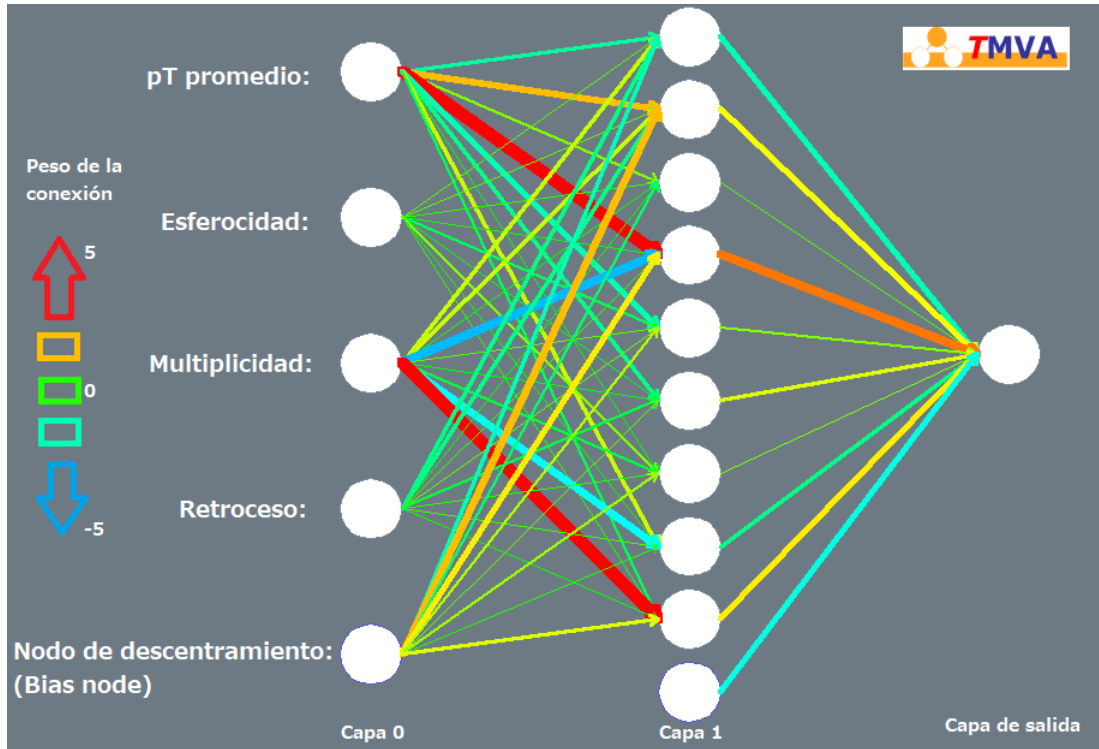 TMVA
pT promedio:
Peso de la
conexión
Esferocidad:
5
Multiplicidad:
0
Retroceso:
-5
Nodo de descentramiento:
(Bias node)
Capa 0
Capa 1
Capa de salida